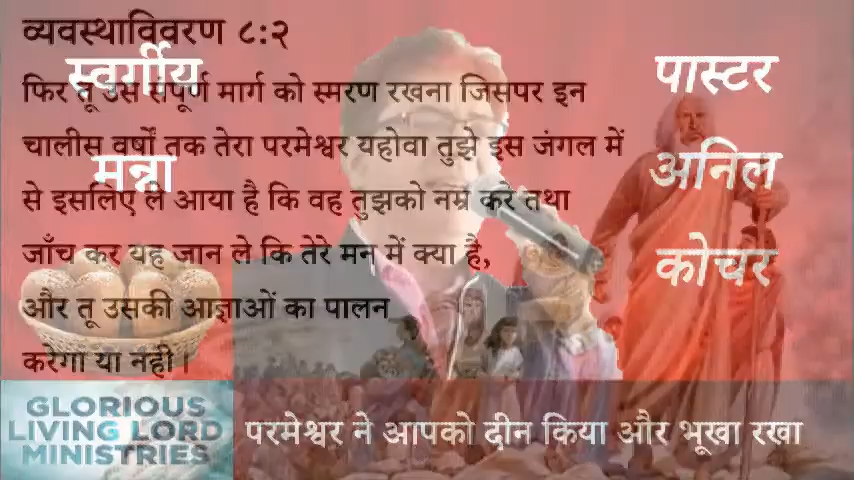 व्यवस्थाविवरण ८:२
फिर तू उस संपूर्ण मार्ग को स्मरण रखना जिसपर इन
चालीस वर्षों तक तेरा परमेश्वर यहोवा तुझे इस जंगल में
से इसलिए ले आया है कि वह तुझको नम्र करे तथा
जाँच कर यह जान ले कि तेरे मन में क्या है,
और तू उसकी आज्ञाओं का पालन
करेगा या नही।
स्वर्गीय
मन्ना
पास्टर
अनिल
कोचर
GLORIOUS
LIVING LORD
MINISTRIES
परमेश्वर ने आपको दीन किया और भूखा रखा